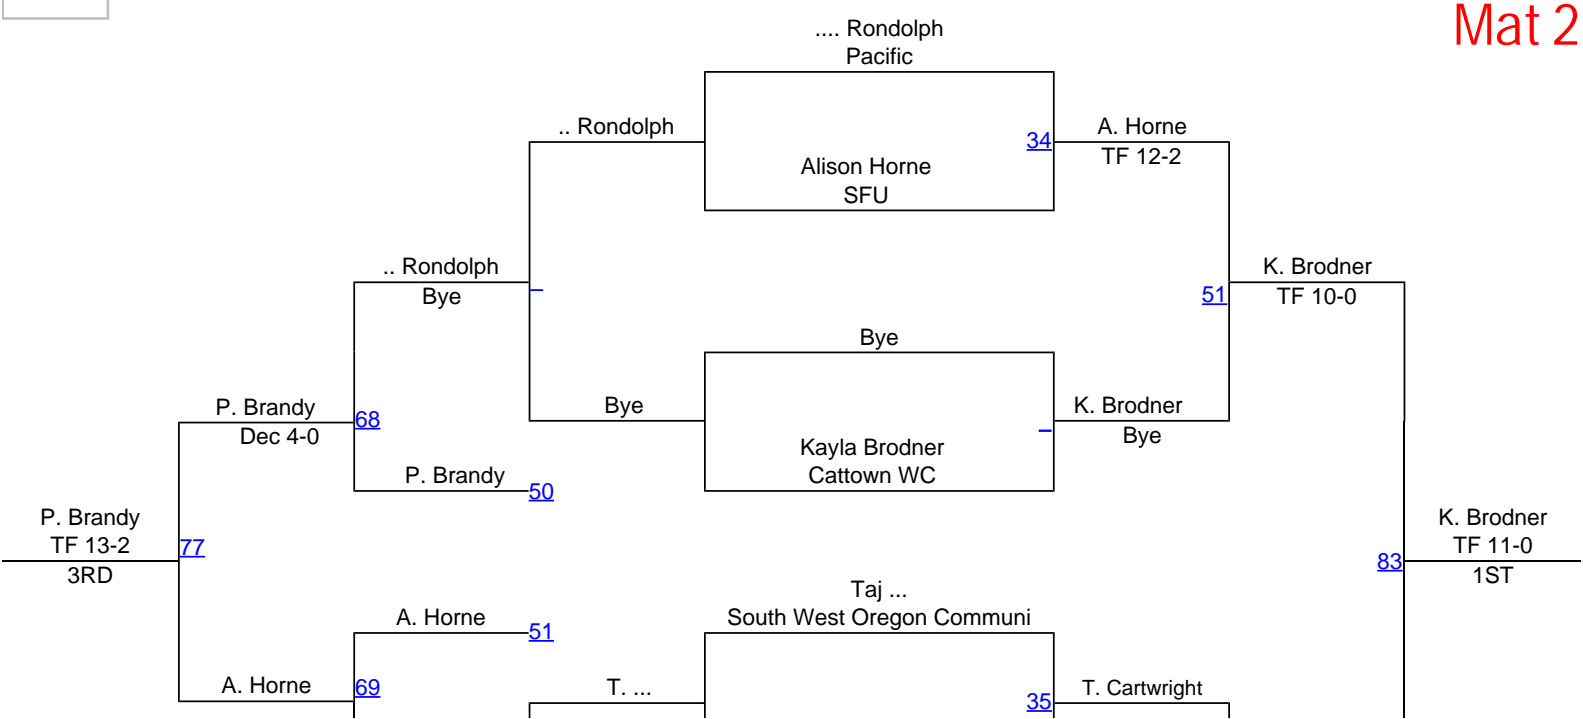 Mat 2
.... Rondolph
Pacific
.. Rondolph
34
A. Horne
TF 12-2
Alison Horne
SFU
.. Rondolph
Bye
K. Brodner
TF 10-0
51
Bye
P. Brandy
Dec 4-0
68
Bye
K. Brodner
Bye
Kayla Brodner
Cattown WC
P. Brandy
50
P. Brandy
TF 13-2
3RD
77
K. Brodner
TF 11-0
1ST
83
Taj ...
South West Oregon Communi
A. Horne
51
A. Horne
69
T. ...
35
T. Cartwright